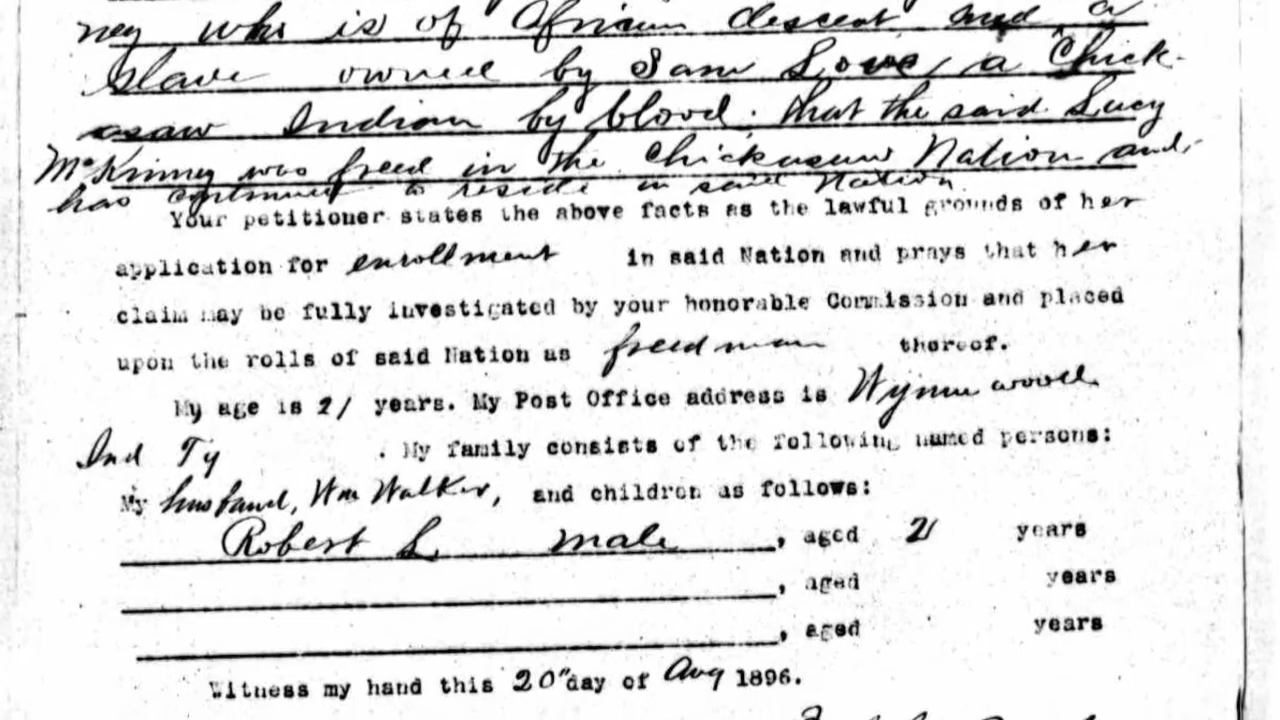 ney who is of African descent and a
slave owned by Sam Love, a Chick-
asaw Indian by blood. that the said Lucy
McKinney was freed in the Chickasaw Nation and
has continued to reside in said Nation
Your petitioner states the above facts as the lawful grounds of her
application for enrollment in said Nation and prays that her
claim may be fully investigated by your honorable Commission and placed
upon the rolls of said Nation as freedman thereof.
My age is 21 years. My Post Office address is Wynnewood
Ind Ty . My family consists of the following named persons:
My husband, Wm Walker, and children as follows:
Robert L. male , aged years
, aged years
, aged years
Witness my hand this 20" day of Aug 1896.